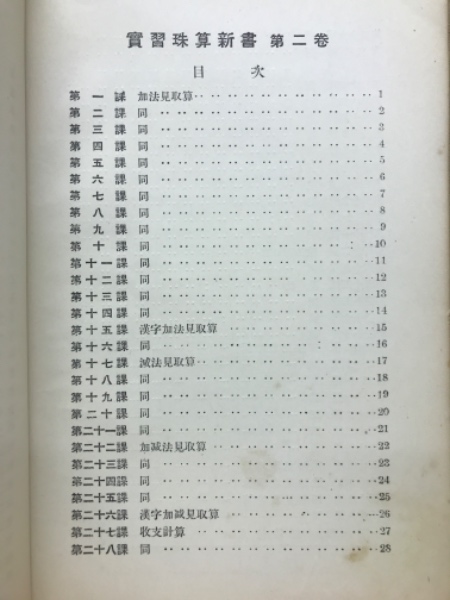 實習珠算新書 第二卷
目 次
第一課 加法見取算 1
第二課 同 2
第三課 同 3
第四課 同 4
第五課 同 5
第六課 同 6
第七課 同 7
第八課 同 8
第九課 同 9
第十課 同 10
第十一課 同 11
第十二課 同 12
第十三課 同 13
第十四課 同 14
第十五課 漢字加法見取算 15
第十六課 同 16
第十七課 減法見取算 17
第十八課 同 18
第十九課 同 19
第二十課 同 20
第二十一課 同 21
第二十二課 加減法見取算 22
第二十三課 同 23
第二十四課 同 24
第二十五課 同 25
第二十六課 漢字加減見取算 26
第二十七課 收支計算 27
第二十八課 同 28